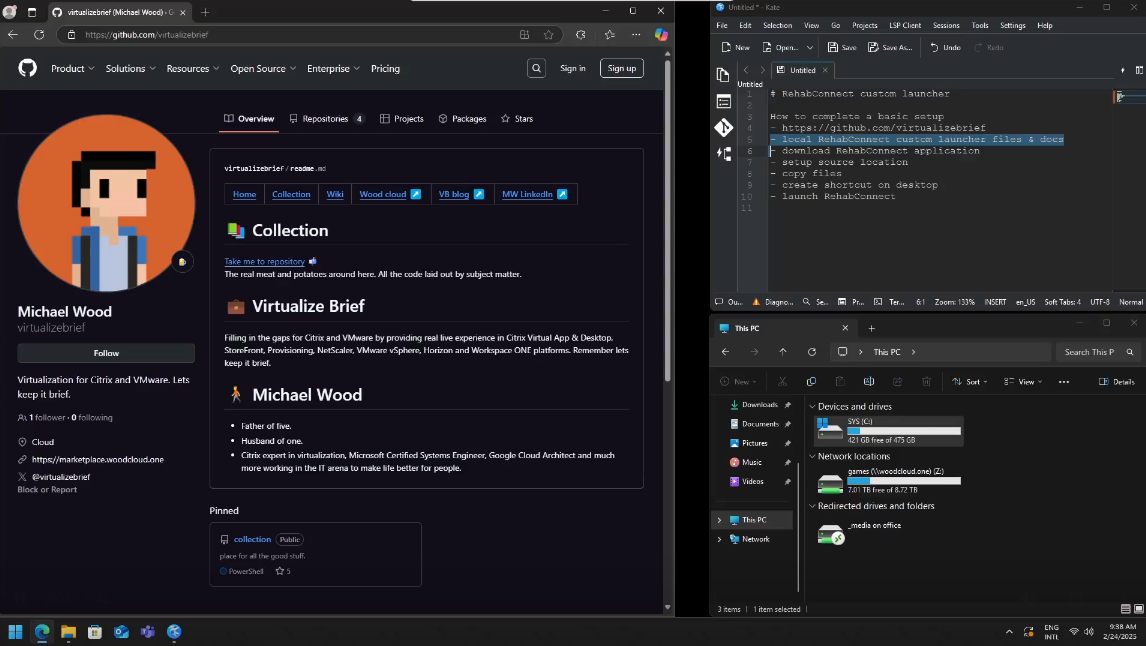 virtualizebrief (Michael Wood) · G
https://github.com/virtualizebrief
Product
Solutions
Resources
Open Source
Enterprise
Pricing
Sign in
Sign up
Overview
Repositories 4
Projects
Packages
Stars
virtualizebrief / readme.md
Home
Collection
Wiki
Wood cloud
VB blog
MW LinkedIn
Collection
Take me to repository
The real meat and potatoes around here. All the code laid out by subject matter.
Virtualize Brief
Filling in the gaps for Citrix and VMware by providing real live experience in Citrix Virtual App & Desktop,
StoreFront, Provisioning, NetScaler, VMware vSphere, Horizon and Workspace ONE platforms. Remember lets
keep it brief.
Michael Wood
• Father of five.
• Husband of one.
• Citrix expert in virtualization, Microsoft Certified Systems Engineer, Google Cloud Architect and much
more working in the IT arena to make life better for people.
Michael Wood
virtualizebrief
Follow
Virtualization for Citrix and VMware. Lets
keep it brief.
1 follower · 0 following
Cloud
https://marketplace.woodcloud.one
@virtualizebrief
Block or Report
Pinned
collection Public
place for all the good stuff.
PowerShell 5
Untitled * - Kate
File Edit Selection View Go Projects LSP Client Sessions Tools Settings Help
New Open... Save Save As... Undo Redo
Untitled
Untitled
1 # RehabConnect custom launcher
2
3 How to complete a basic setup
4 - https://github.com/virtualizebrief
5 - local RehabConnect custom launcher files & docs
6 - download RehabConnect application
7 - setup source location
8 - copy files
9 - create shortcut on desktop
10 - launch RehabConnect
11
Ou... Diagno... Se... Pr... Ter... 6:1 Zoom: 133% INSERT en_US Soft Tabs: 4 UTF-8 Normal
This PC
This PC
Search This P
New
Sort
View
Details
Downloads
Documents
Pictures
Music
Videos
This PC
Network
Devices and drives
SYS (C:)
421 GB free of 475 GB
Network locations
games (\\woodcloud.one) (Z:)
7.01 TB free of 8.72 TB
Redirected drives and folders
_media on office
3 items
1 item selected
ENG
INTL
9:38 AM
2/24/2025